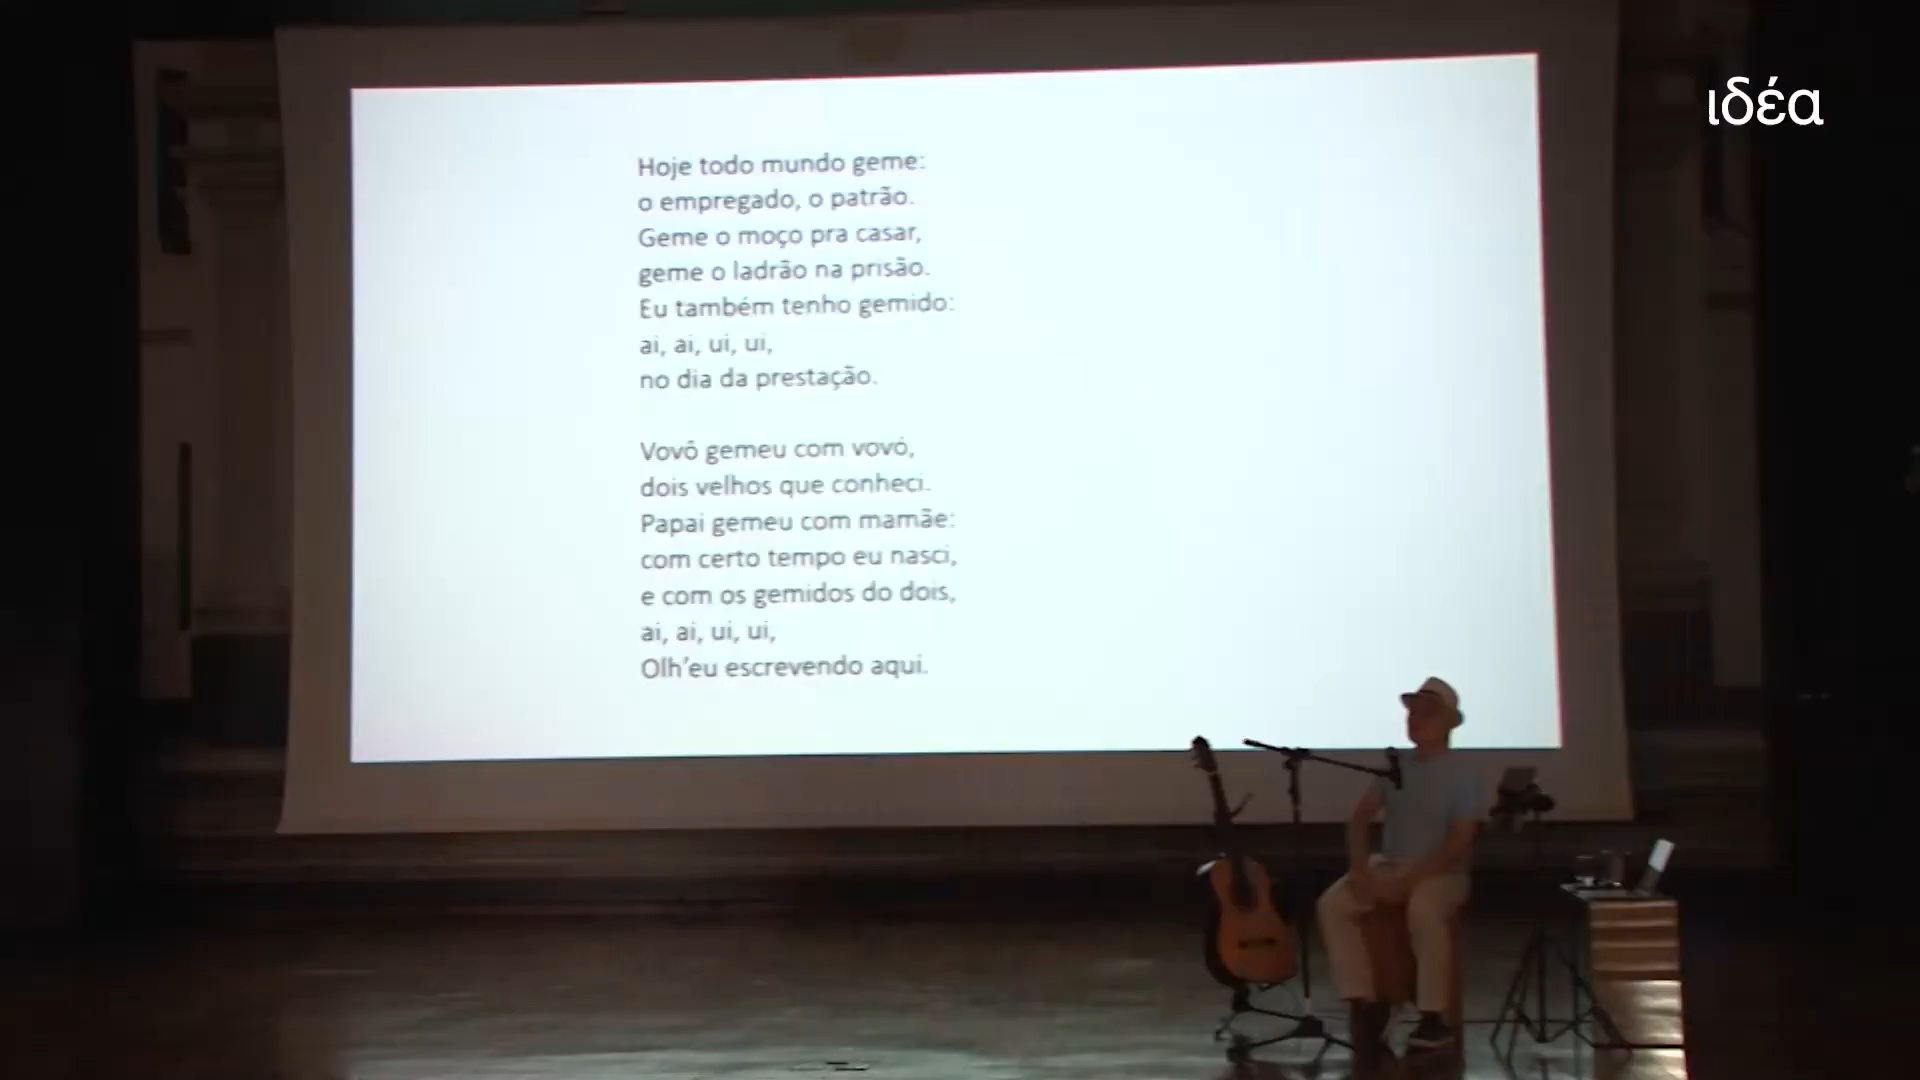 ιδέα
Hoje todo mundo geme:
o empregado, o patrão.
Geme o moço pra casar,
geme o ladrão na prisão.
Eu também tenho gemido:
ai, ai, ui, ui,
no dia da prestação.
Vovô gemeu com vovó,
dois velhos que conheci.
Papai gemeu com mamãe:
com certo tempo eu nasci,
e com os gemidos do dois,
ai, ai, ui, ui,
Olh'eu escrevendo aqui.